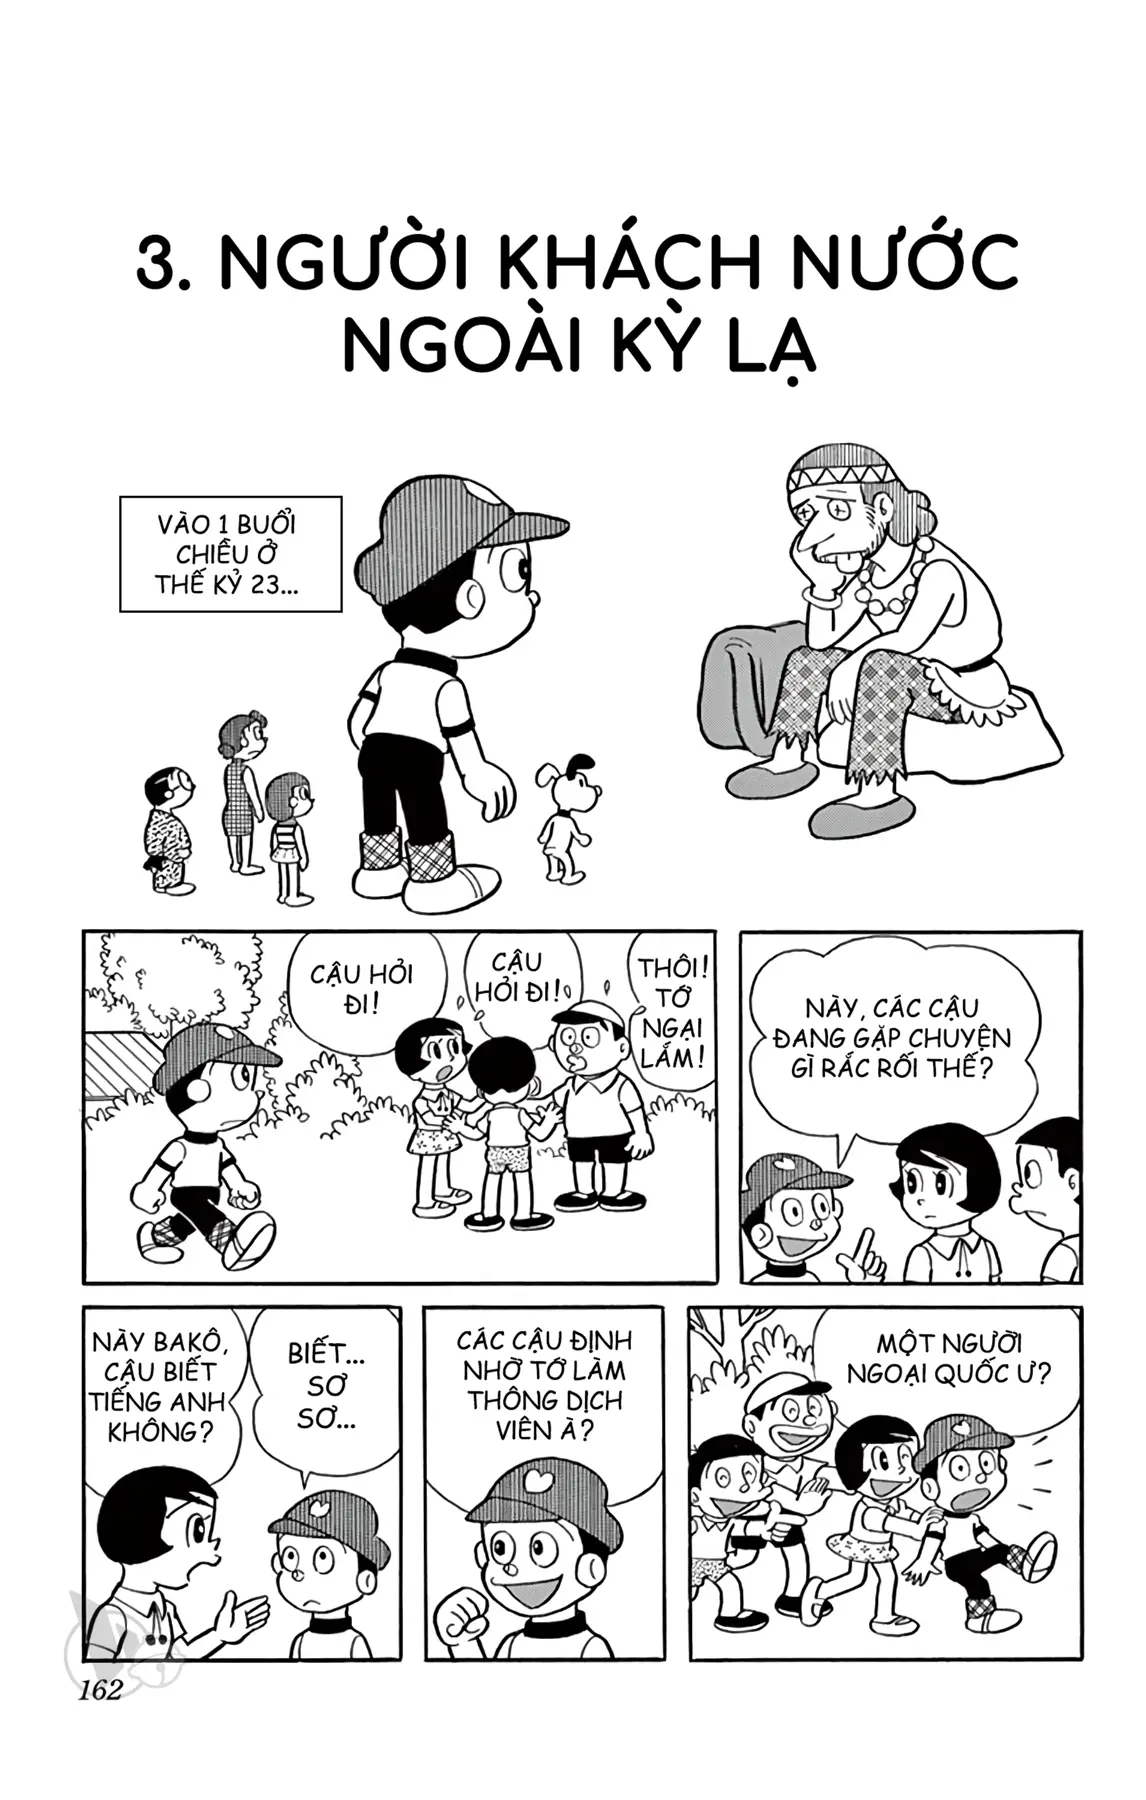 3. NGƯỜI KHÁCH NƯỚC
NGOÀI KỲ LẠ
VÀO 1 BUỔI
CHIỀU Ở
THẾ KỶ 23...
CẬU HỎI
ĐI!
CẬU
HỎI ĐI!
THÔI!
TỚ
NGẠI
LẮM!
NÀY, CÁC CẬU
ĐANG GẶP CHUYỆN
GÌ RẮC RỐI THẾ?
NÀY BAKÔ,
CẬU BIẾT
TIẾNG ANH
KHÔNG?
BIẾT...
SƠ
SƠ...
CÁC CẬU ĐỊNH
NHỜ TỚ LÀM
THÔNG DỊCH
VIÊN À?
MỘT NGƯỜI
NGOẠI QUỐC Ư?
162